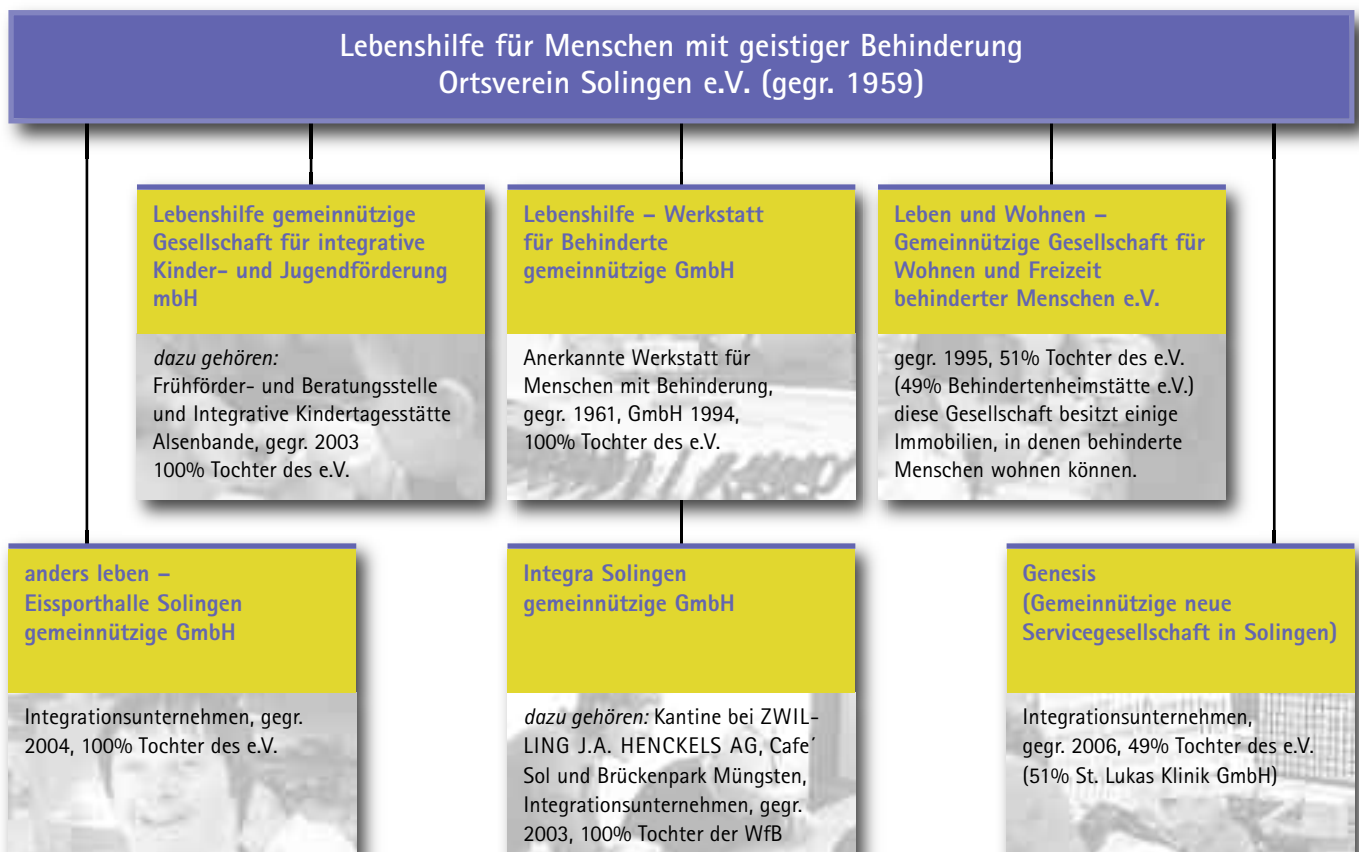 Lebenshilfe für Menschen mit geistiger Behinderung
Ortsverein Solingen e.V. (gegr. 1959)
Lebenshilfe gemeinnützige
Gesellschaft für integrative
Kinder- und Jugendförderung
mbH
dazu gehören:
Frühförder- und Beratungsstelle
und Integrative Kindertagesstätte
Alsenbande, gegr. 2003
100% Tochter des e.V.
Lebenshilfe – Werkstatt
für Behinderte
gemeinnützige GmbH
Anerkannte Werkstatt für
Menschen mit Behinderung,
gegr. 1961, GmbH 1994,
100% Tochter des e.V.
Leben und Wohnen –
Gemeinnützige Gesellschaft für
Wohnen und Freizeit
behinderter Menschen e.V.
gegr. 1995, 51% Tochter des e.V.
(49% Behindertenheimstätte e.V.)
diese Gesellschaft besitzt einige
Immobilien, in denen behinderte
Menschen wohnen können.
anders leben –
Eissporthalle Solingen
gemeinnützige GmbH
Integrationsunternehmen, gegr.
2004, 100% Tochter des e.V.
Integra Solingen
gemeinnützige GmbH
dazu gehören: Kantine bei ZWIL-
LING J.A. HENCKELS AG, Cafe´
Sol und Brückenpark Müngsten,
Integrationsunternehmen, gegr.
2003, 100% Tochter der WfB
Genesis
(Gemeinnützige neue
Servicegesellschaft in Solingen)
Integrationsunternehmen,
gegr. 2006, 49% Tochter des e.V.
(51% St. Lukas Klinik GmbH)